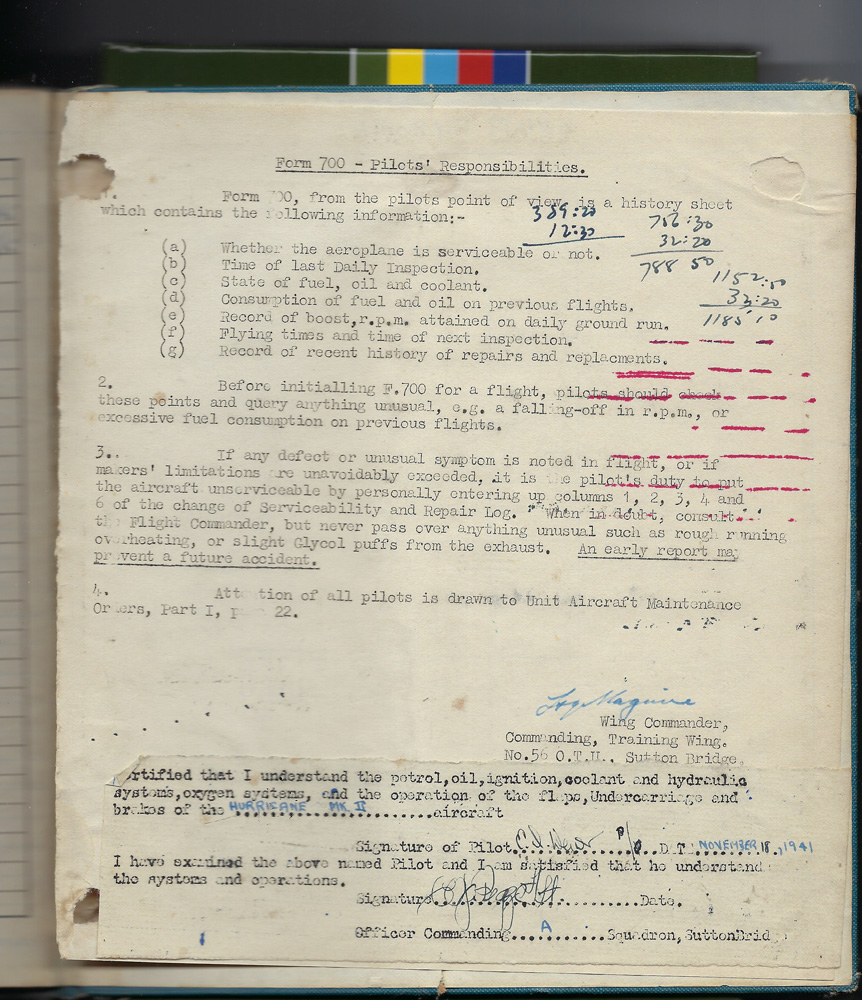 Form 700 - Pilots' Responsibilities.
1. Form 700, from the pilots point of view, is a history sheet
which contains the following information:-
389:20
12:30
756:30
32:20
788 50
1152:50
33:20
1185 10
(a) Whether the aeroplane is serviceable or not.
(b) Time of last Daily Inspection.
(c) State of fuel, oil and coolant.
(d) Consumption of fuel and oil on previous flights.
(e) Record of boost,r.p.m. attained on daily ground run.
(f) Flying times and time of next inspection.
(g) Record of recent history of repairs and replacments.
2. Before initialling F.700 for a flight, pilots should check
these points and query anything unusual, e.g. a falling-off in r.p.m., or
excessive fuel consumption on previous flights.
3.. If any defect or unusual symptom is noted in flight, or if
makers' limitations are unavoidably exceeded, it is the pilot's duty to put
the aircraft unserviceable by personally entering up columns 1, 2, 3, 4 and
6 of the change of Serviceability and Repair Log. When in doubt, consult
the Flight Commander, but never pass over anything unusual such as rough running
overheating, or slight Glycol puffs from the exhaust. An early report may
prevent a future accident.
4. Attention of all pilots is drawn to Unit Aircraft Maintenance
Orders, Part I, 22.
Maguire
Wing Commander,
Commanding, Training Wing.
No.56 O.T.U., Sutton Bridge,
Certified that I understand the petrol,oil,ignition,coolant and hydraulic
systems,oxygen systems, and the operation of the flaps,Undercarriage and
brakes of the HURRICANE MK II aircraft
Signature of Pilot P/O DAT NOVEMBER 18, 1941
I have examined the above named Pilot and I am satisfied that he understand
the systems and operations.
Signature..................Date.
Officer Commanding....A.......Squadron,SuttonBrid